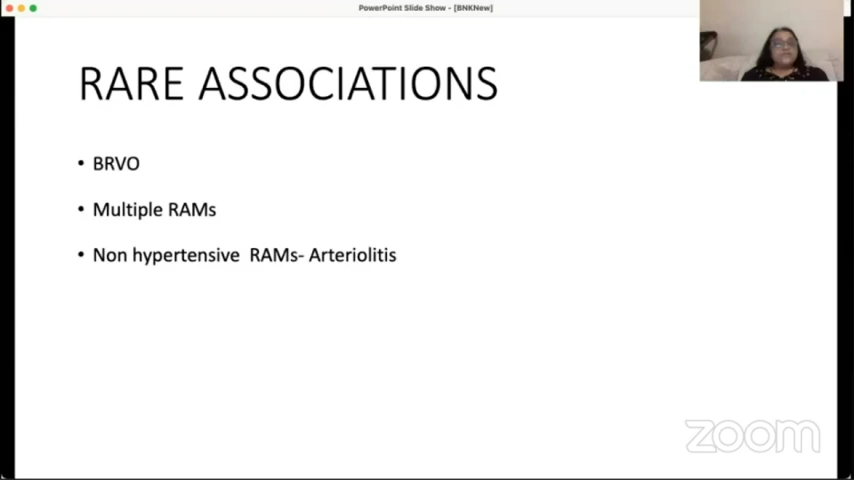 PowerPoint Slide Show - [BNKNew]
RARE ASSOCIATIONS
• BRVO
• Multiple RAMs
• Non hypertensive RAMs- Arteriolitis
zoom